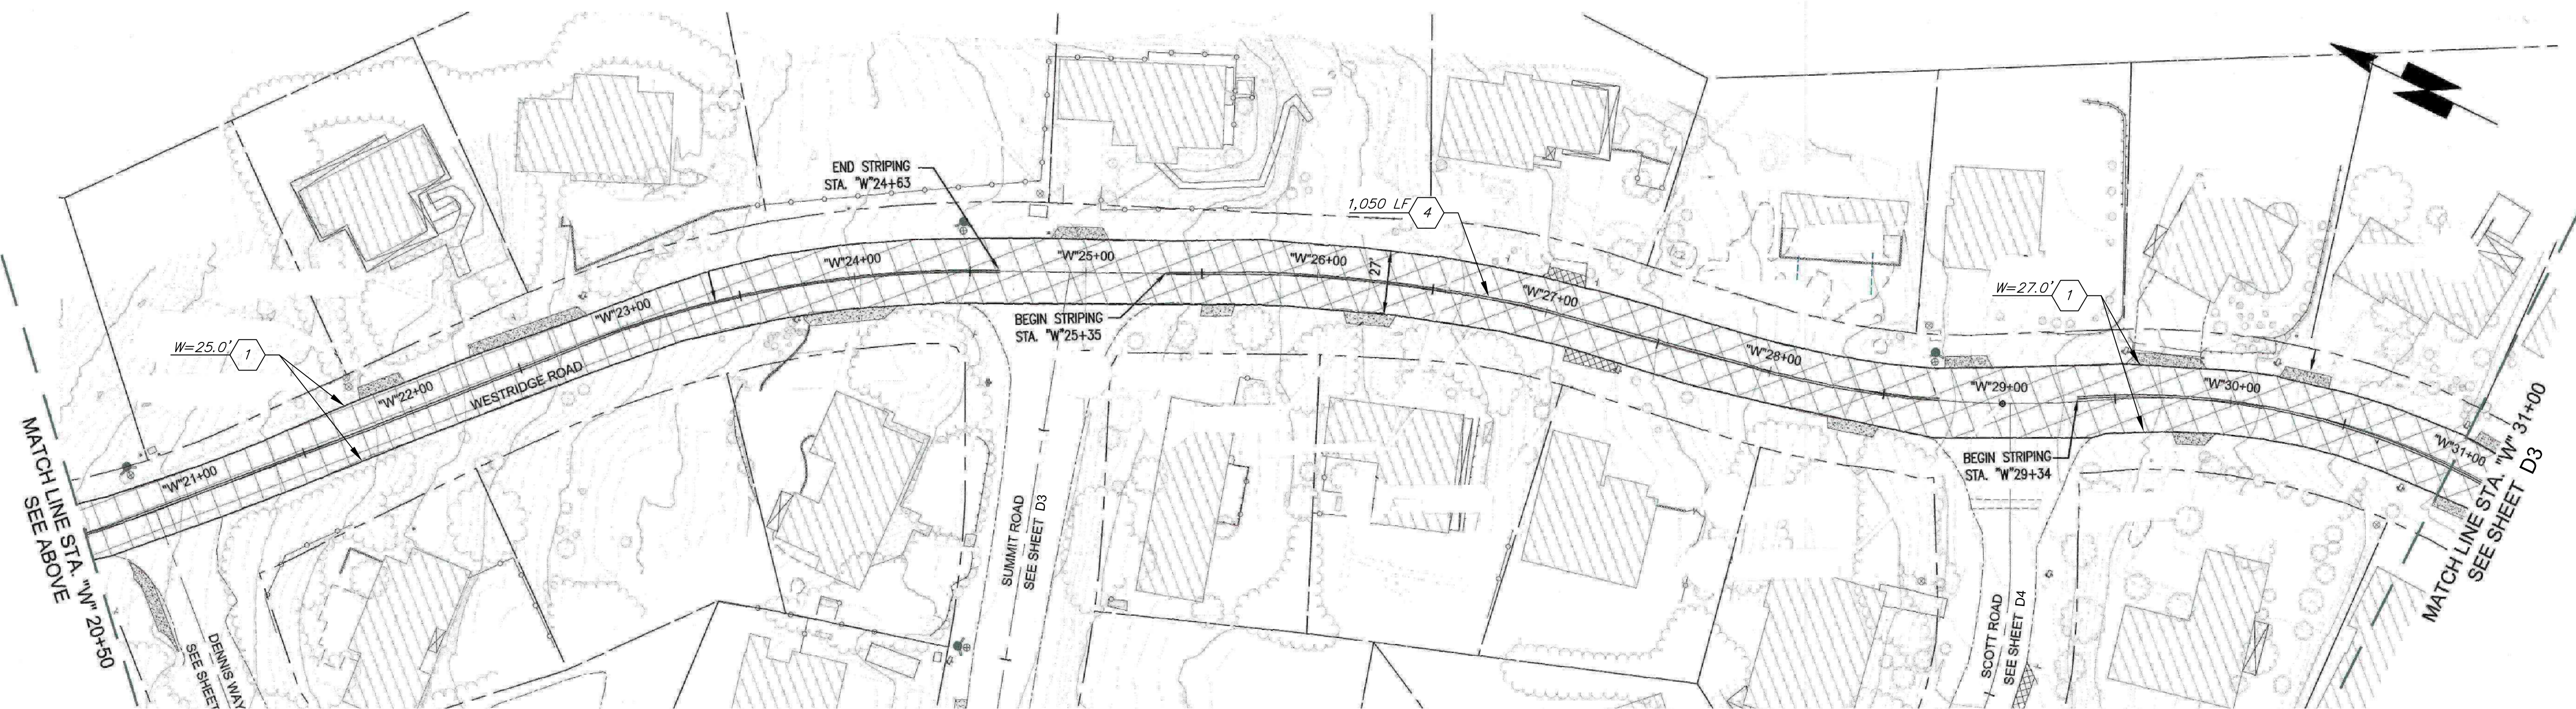 END STRIPING
STA. "W"24+63
1,050 LF
4
"W"24+00
"W"25+00
"W"26+00
27'
"W"27+00
W=27.0'
1
"W"23+00
BEGIN STRIPING
STA. "W"25+35
W=25.0'
1
"W"22+00
WESTRIDGE ROAD
"W"28+00
"W"29+00
"W"30+00
"W"21+00
BEGIN STRIPING
STA. "W"29+34
"W"31+00
MATCH LINE STA. "W" 20+50
SEE ABOVE
MATCH LINE STA. "W" 31+00
SEE SHEET D3
SUMMIT ROAD
SEE SHEET D3
SCOTT ROAD
SEE SHEET D4
DENNIS WAY
SEE SHEET